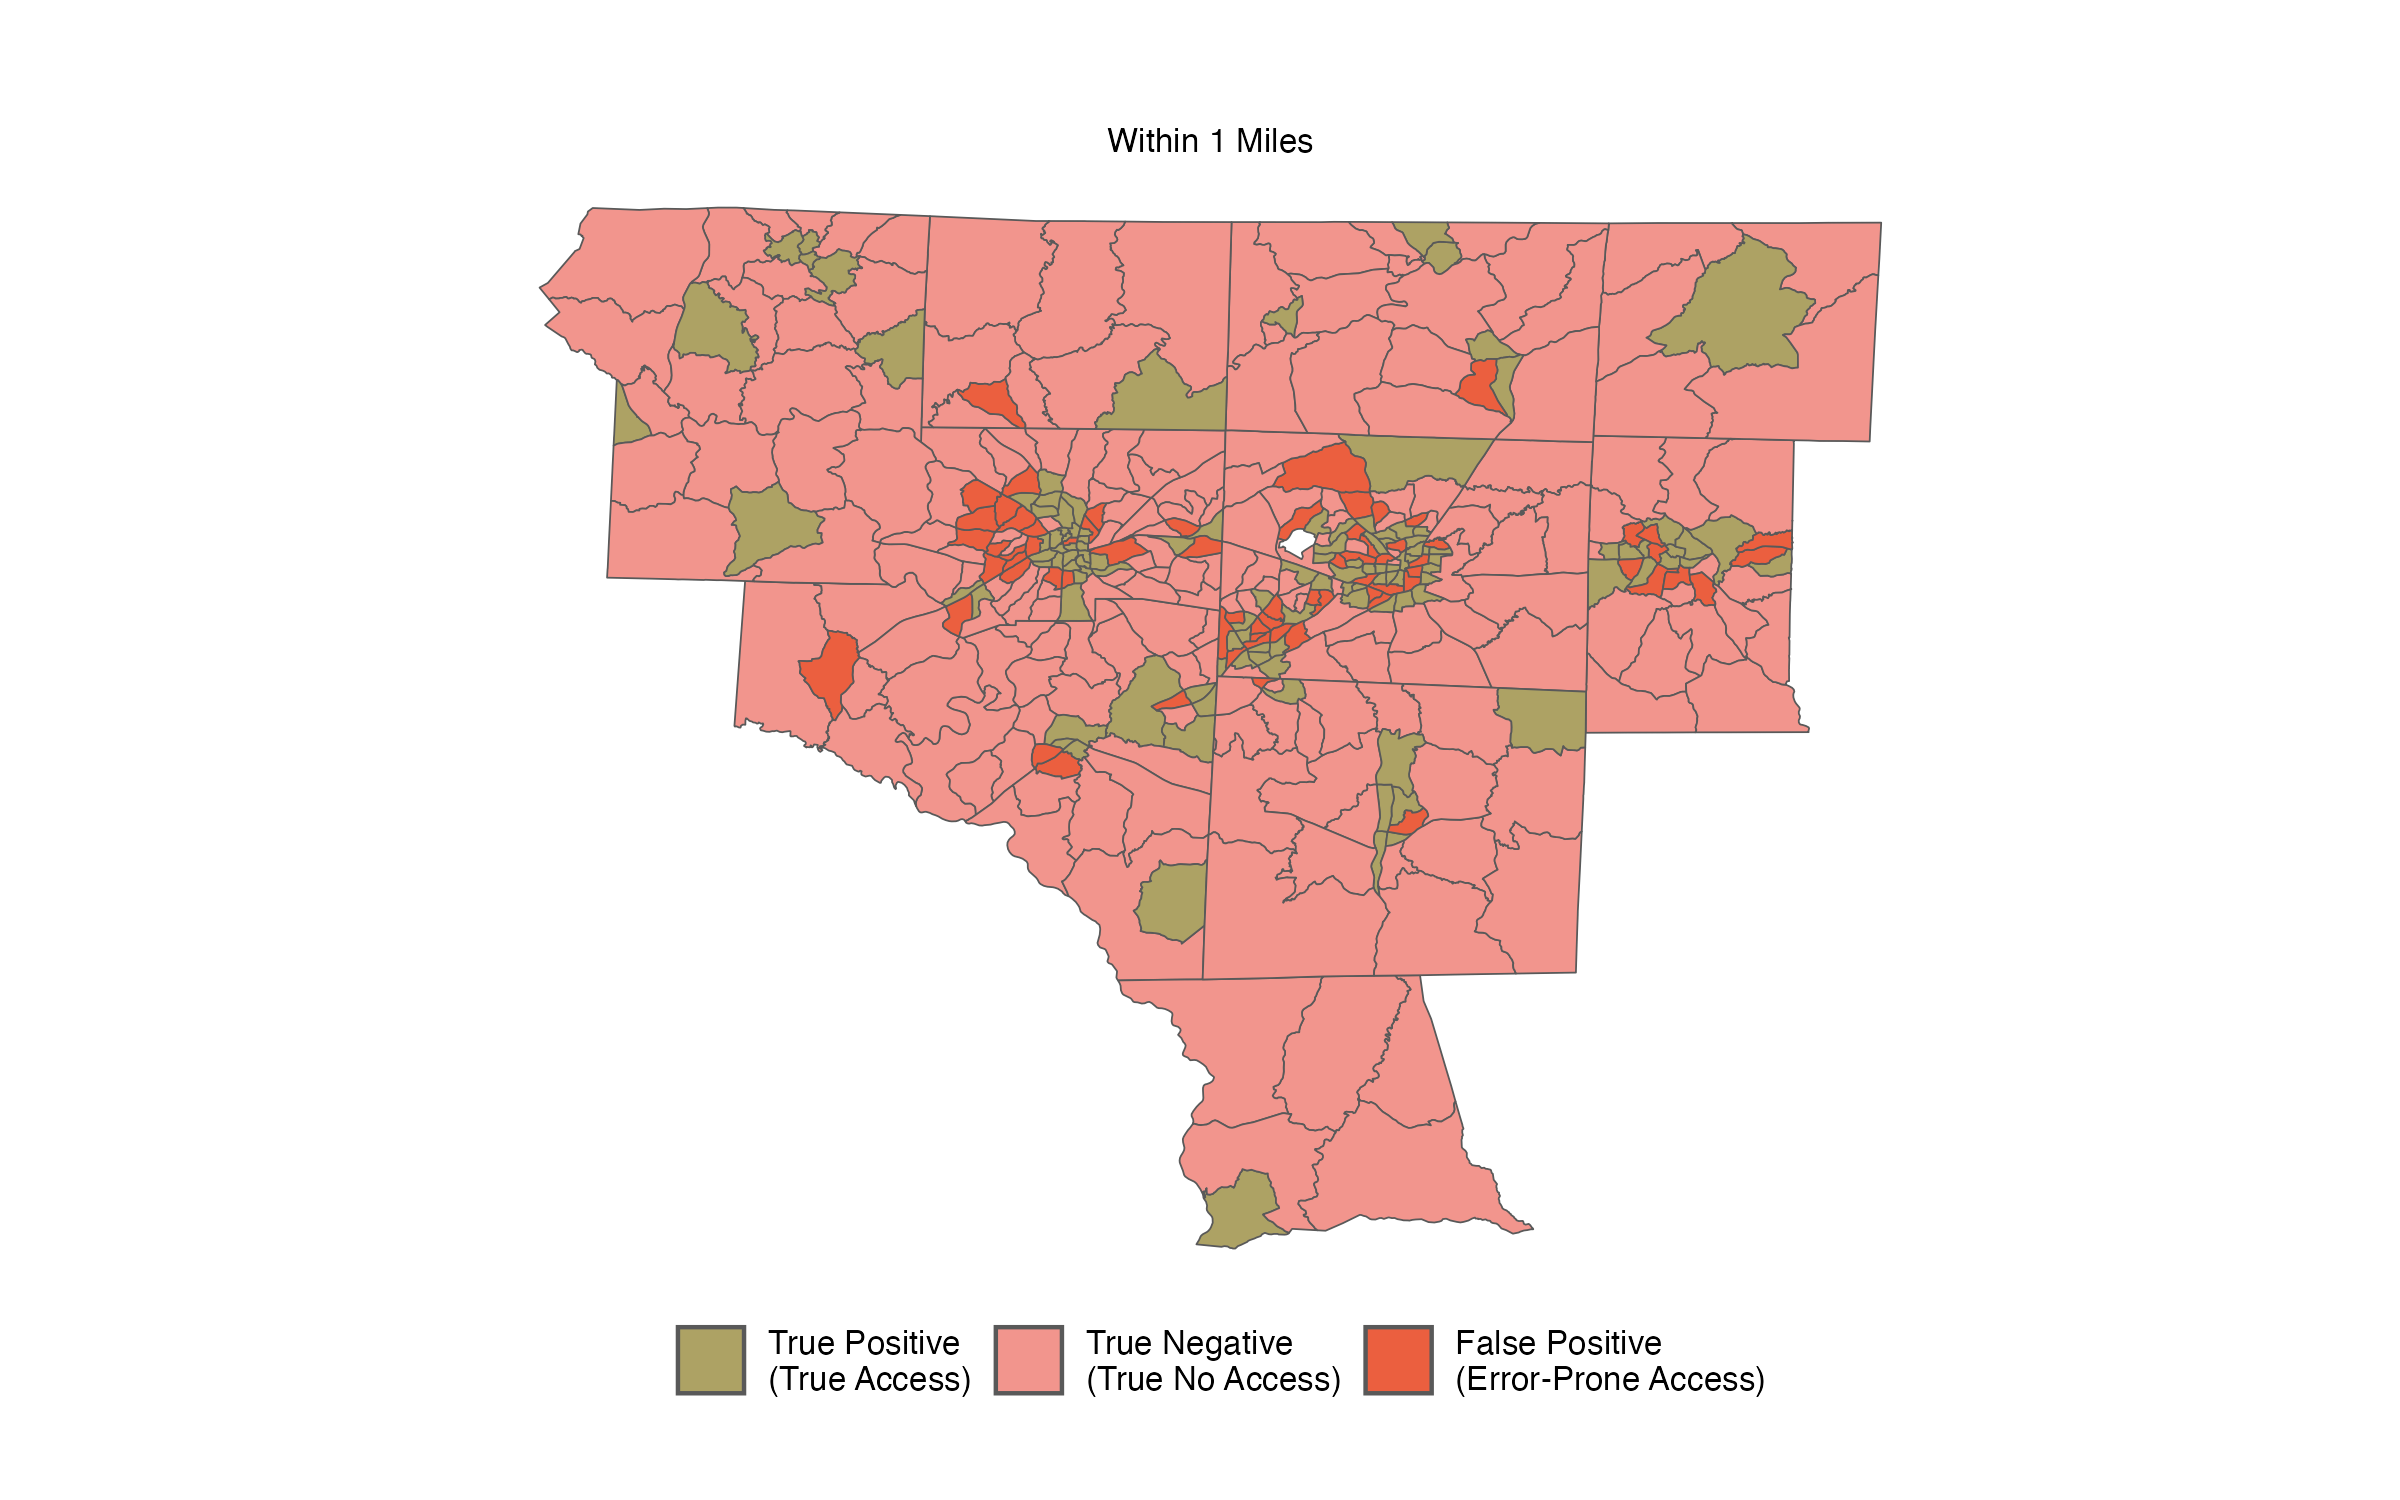 Within 1 Miles
True Positive
(True Access)
True Negative
(True No Access)
False Positive
(Error-Prone Access)